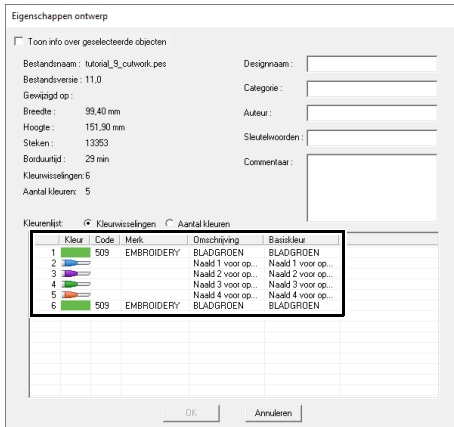 Eigenschappen ontwerp
Toon info over geselecteerde objecten
Bestandsnaam : tutorial_9_cutwork.pes
Bestandsversie : 11,0
Gewijzigd op :
Breedte : 99,40 mm
Hoogte : 151,90 mm
Steken : 13353
Borduurtijd : 29 min
Kleurwisselingen: 6
Aantal kleuren: 5
Designnaam :
Categorie :
Auteur :
Sleutelwoorden :
Commentaar :
Kleurenlijst: Kleurwisselingen Aantal kleuren
Kleur Code Merk Omschrijving Basiskleur
1 509 EMBROIDERY BLADGROEN BLADGROEN
2 Naald 1 voor op... Naald 1 voor op...
3 Naald 2 voor op... Naald 2 voor op...
4 Naald 3 voor op... Naald 3 voor op...
5 Naald 4 voor op... Naald 4 voor op...
6 509 EMBROIDERY BLADGROEN BLADGROEN
OK Annuleren